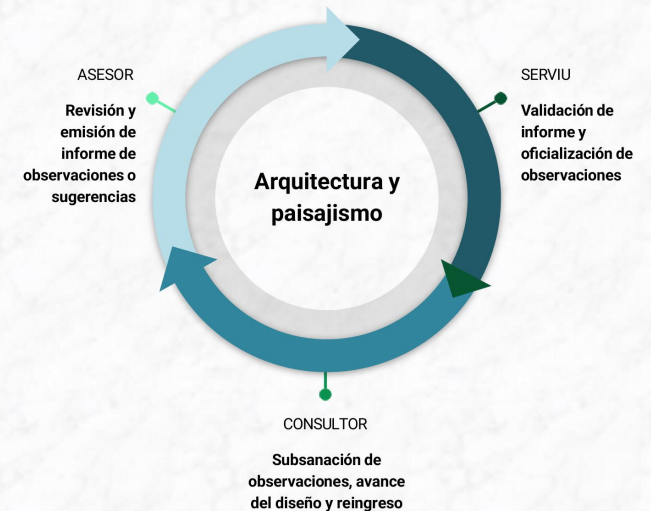 ASESOR
Revisión y
emisión de
informe de
observaciones o
sugerencias
SERVIU
Validación de
informe y
oficialización de
observaciones
Arquitectura y
paisajismo
CONSULTOR
Subsanación de
observaciones, avance
del diseño y reingreso